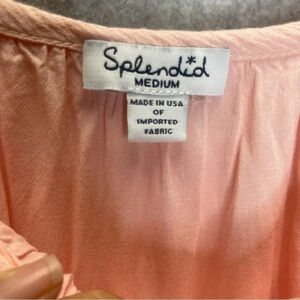 Splendid
MEDIUM
MADE IN USA
OF
IMPORTED
FABRIC